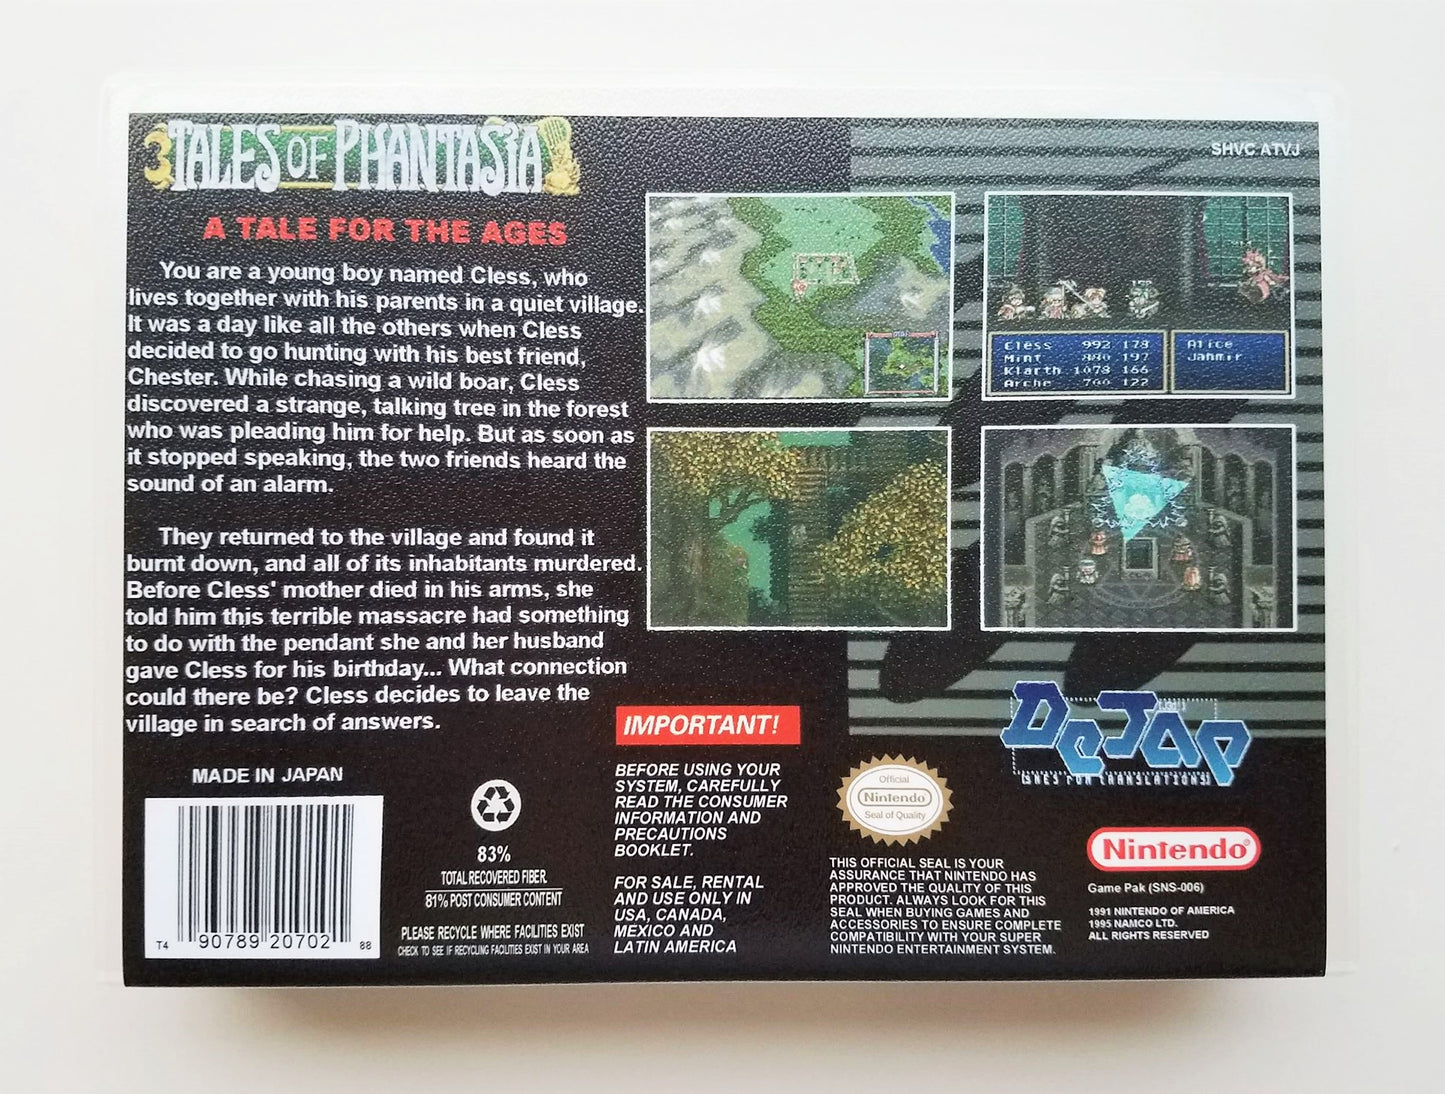 TALES OF PHANTASIA
A TALE FOR THE AGES
You are a young boy named Cless, who
lives together with his parents in a quiet village.
It was a day like all the others when Cless
decided to go hunting with his best friend,
Chester. While chasing a wild boar, Cless
discovered a strange, talking tree in the forest
who was pleading him for help. But as soon as
it stopped speaking, the two friends heard the
sound of an alarm.
They returned to the village and found it
burnt down, and all of its inhabitants murdered.
Before Cless' mother died in his arms, she
told him this terrible massacre had something
to do with the pendant she and her husband
gave Cless for his birthday... What connection
could there be? Cless decides to leave the
village in search of answers.
SHVC ATVJ
Cless 992 178
Mint 880 197
Klarth 1078 166
Arche 700 122
Alice
Jahmir
MADE IN JAPAN
T4 90789 20702 88
83%
TOTAL RECOVERED FIBER.
81% POST CONSUMER CONTENT
PLEASE RECYCLE WHERE FACILITIES EXIST
CHECK TO SEE IF RECYCLING FACILITIES EXIST IN YOUR AREA
IMPORTANT!
BEFORE USING YOUR
SYSTEM, CAREFULLY
READ THE CONSUMER
INFORMATION AND
PRECAUTIONS
BOOKLET.
FOR SALE, RENTAL
AND USE ONLY IN
USA, CANADA,
MEXICO AND
LATIN AMERICA
Official
Nintendo
Seal of Quality
THIS OFFICIAL SEAL IS YOUR
ASSURANCE THAT NINTENDO HAS
APPROVED THE QUALITY OF THIS
PRODUCT. ALWAYS LOOK FOR THIS
SEAL WHEN BUYING GAMES AND
ACCESSORIES TO ENSURE COMPLETE
COMPATIBILITY WITH YOUR SUPER
NINTENDO ENTERTAINMENT SYSTEM.
DeJap
TRANSLATIONS
Nintendo
Game Pak (SNS-006)
1991 NINTENDO OF AMERICA
1995 NAMCO LTD.
ALL RIGHTS RESERVED